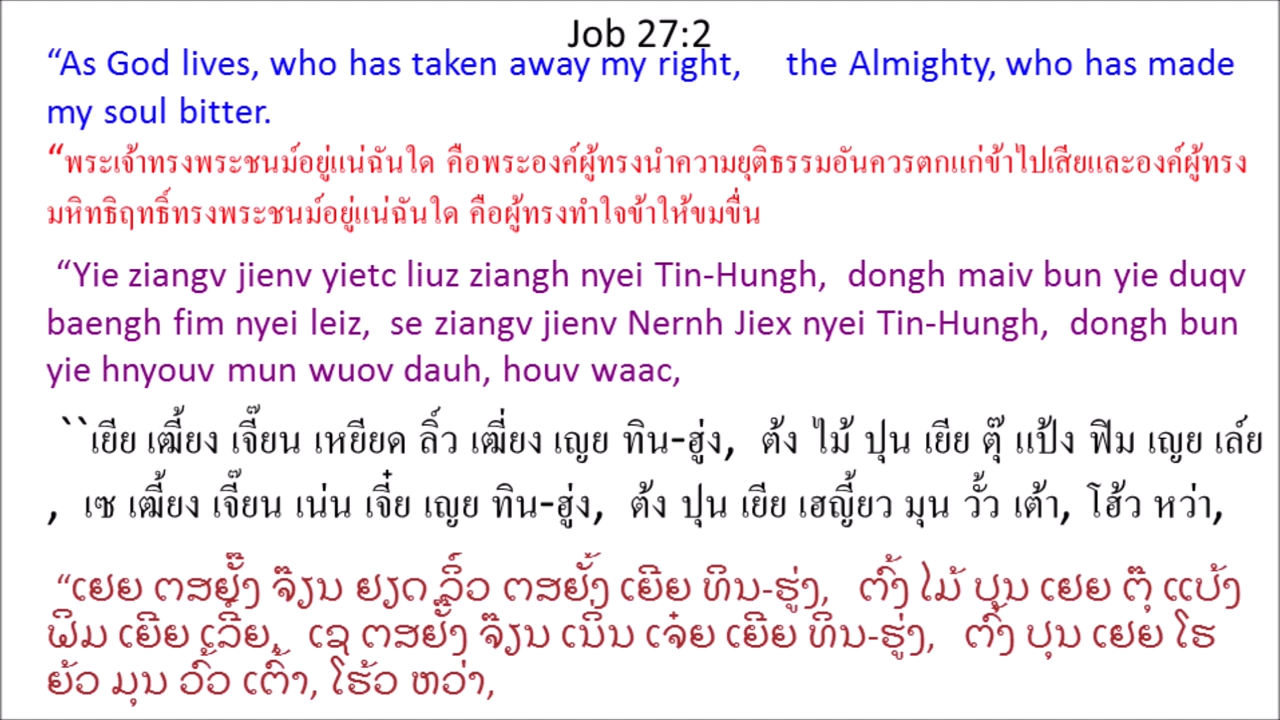 Job 27:2
“As God lives, who has taken away my right, the Almighty, who has made
my soul bitter.
“พระเจ้าทรงพระชนม์อยู่แน่ฉันใด คือพระองค์ผู้ทรงนำความยุติธรรมอันควรตกแก่ข้าไปเสียและองค์ผู้ทรง
มหิทธิฤทธิ์ทรงพระชนม์อยู่แน่ฉันใด คือผู้ทรงทำใจข้าให้ขมขื่น
“Yie ziangv jienv yietc liuz ziangh nyei Tin-Hungh, dongh maiv bun yie duqv
baengh fim nyei leiz, se ziangv jienv Nernh Jiex nyei Tin-Hungh, dongh bun
yie hnyouv mun wuov dauh, houv waac,
``เยีย เฒี้ยง เจี๊ยน เหยียด ลิ์ว เฒี่ยง เญย ทิน-ฮู่ง, ต้ง ไม้ ปุน เยีย ตุ๊ แป้ง ฟิม เญย เล์ย
, เซ เฒี้ยง เจี๊ยน เน่น เจี๋ย เญย ทิน-ฮู่ง, ต้ง ปุน เยีย เฮญี้ยว มุน วั้ว เต้า, โฮ้ว หว่า,
“ເຢຍ ຕສຢັ໊ງ ຈ໊ຽນ ຢຽດ ລິ໌ວ ຕສຢັ້ງ ເຍີຍ ທິນ-ຮູ່ງ, ຕົ້ງ ໄມ້ ປຸນ ເຢຍ ຕຸ໊ ແປ້ງ
ຟິມ ເຍີຍ ເລີ໌ຍ, ເຊ ຕສຢັ໊ງ ຈ໊ຽນ ເນິ່ນ ເຈ໋ຍ ເຍີຍ ທິນ-ຮູ່ງ, ຕົ້ງ ປຸນ ເຢຍ ໂຮ
ຍ້ວ ມຸນ ວົ້ວ ເຕົ້າ, ໂຮ້ວ ຫວ່າ,